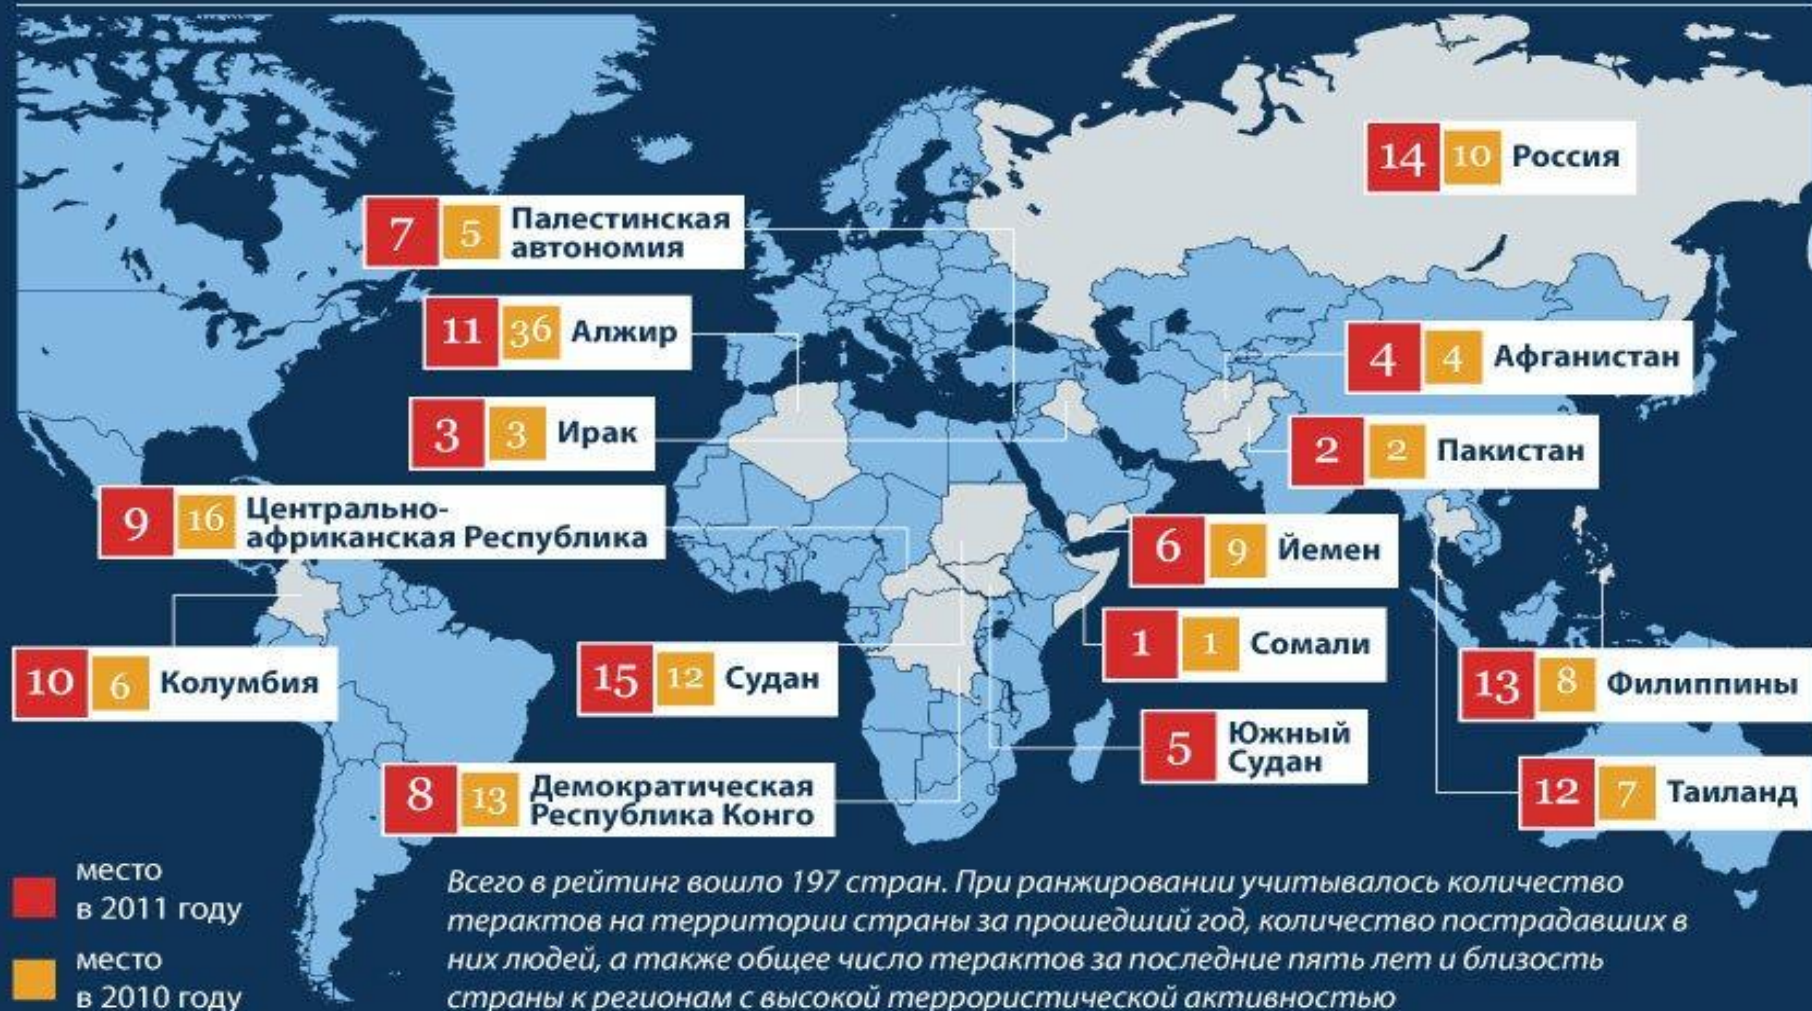 14 10 Россия
7 5 Палестинская
автономия
11 36 Алжир
4 4 Афганистан
3 3 Ирак
2 2 Пакистан
9 16 Центрально-
африканская Республика
6 9 Йемен
1 1 Сомали
10 6 Колумбия
15 12 Судан
13 8 Филиппины
5 Южный
Судан
8 13 Демократическая
Республика Конго
12 7 Таиланд
место
в 2011 году
место
в 2010 году
Всего в рейтинг вошло 197 стран. При ранжировании учитывалось количество
терактов на территории страны за прошедший год, количество пострадавших в
них людей, а также общее число терактов за последние пять лет и близость
страны к регионам с высокой террористической активностью